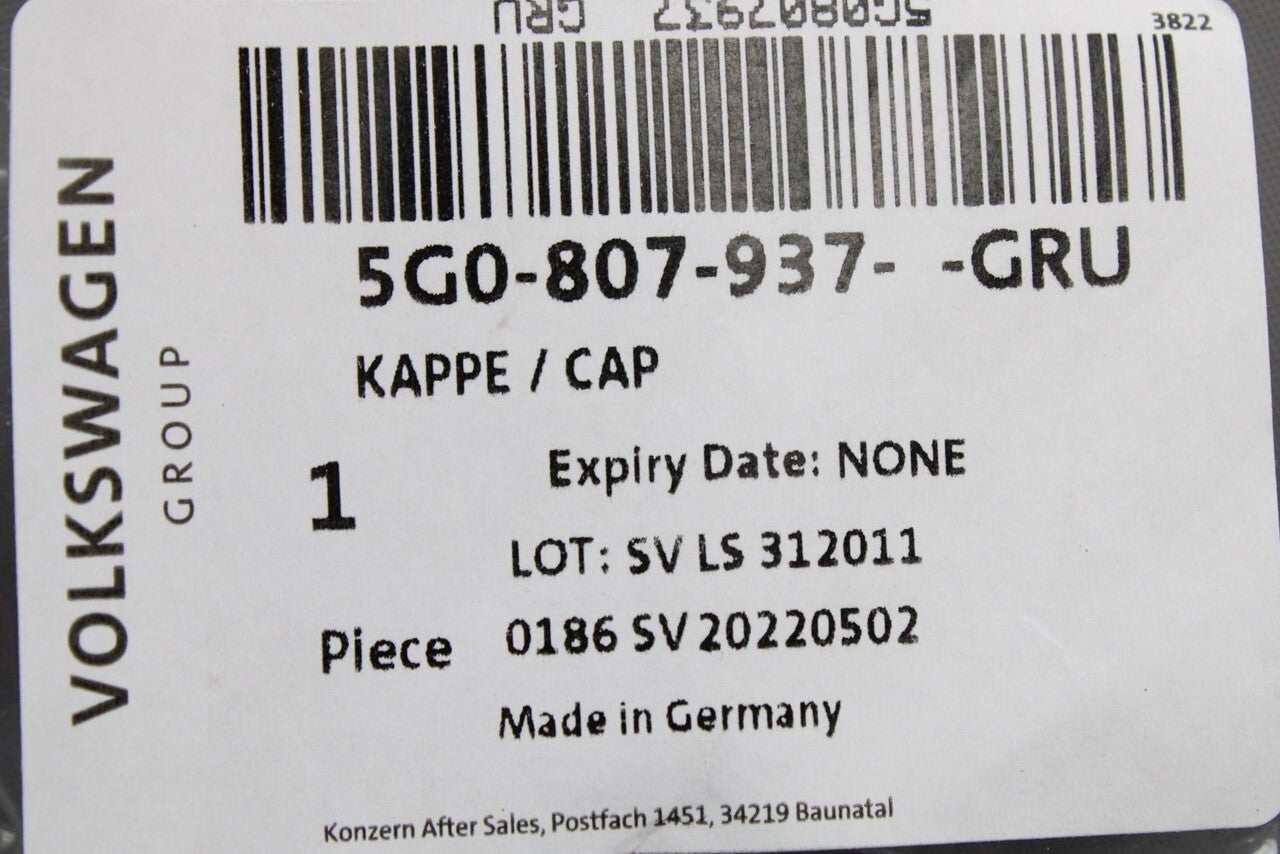 5G0807937 GRU
3822
5G0-807-937- -GRU
KAPPE / CAP
1
Expiry Date: NONE
LOT: SV LS 312011
Piece
0186 SV 20220502
Made in Germany
Konzern After Sales, Postfach 1451, 34219 Baunatal
VOLKSWAGEN
GROUP